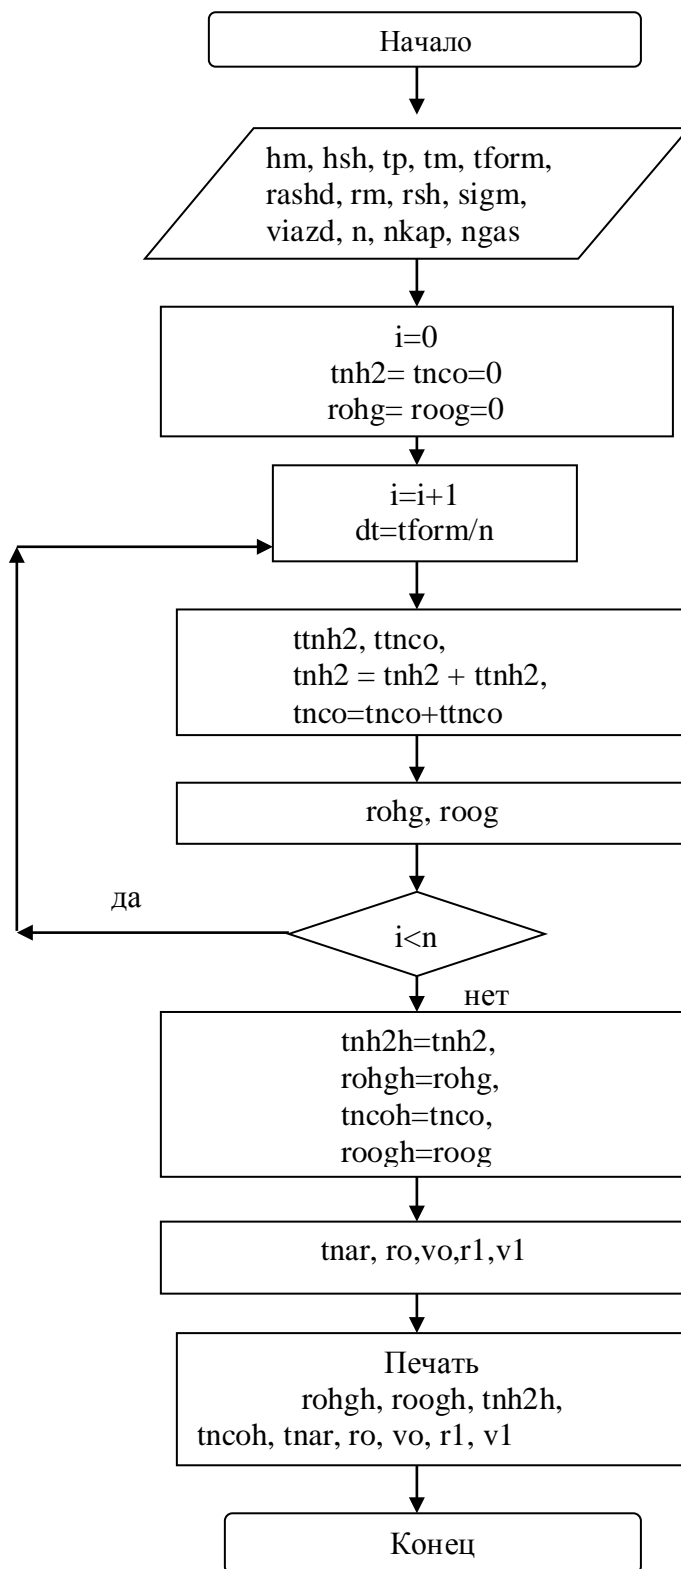 Начало
hm, hsh, tp, tm, tform,
rashd, rm, rsh, sigm,
viazd, n, nkap, ngas
i=0
tnh2= tnco=0
rohg= roog=0
i=i+1
dt=tform/n
ttnh2, ttnco,
tnh2 = tnh2 + ttnh2,
tnco=tnco+ttnco
rohg, roog
да
i<n
нет
tnh2h=tnh2,
rohgh=rohg,
tncoh=tnco,
roogh=roog
tnar, ro,vo,r1,v1
Печать
rohgh, roogh, tnh2h,
tncoh, tnar, ro, vo, r1, v1
Конец